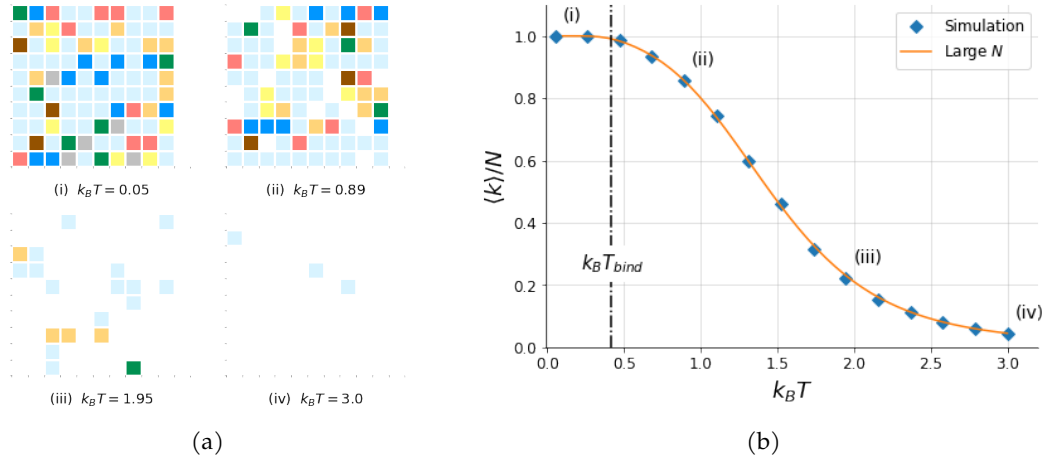 (i) k_BT = 0.05
(ii) k_BT = 0.89
(iii) k_BT = 1.95
(iv) k_BT = 3.0
(a)
⟨k⟩/N
1.0
0.8
0.6
0.4
0.2
0.0
(i)
(ii)
(iii)
(iv)
k_BT_bind
Simulation
Large N
0.0 0.5 1.0 1.5 2.0 2.5 3.0
k_BT
(b)